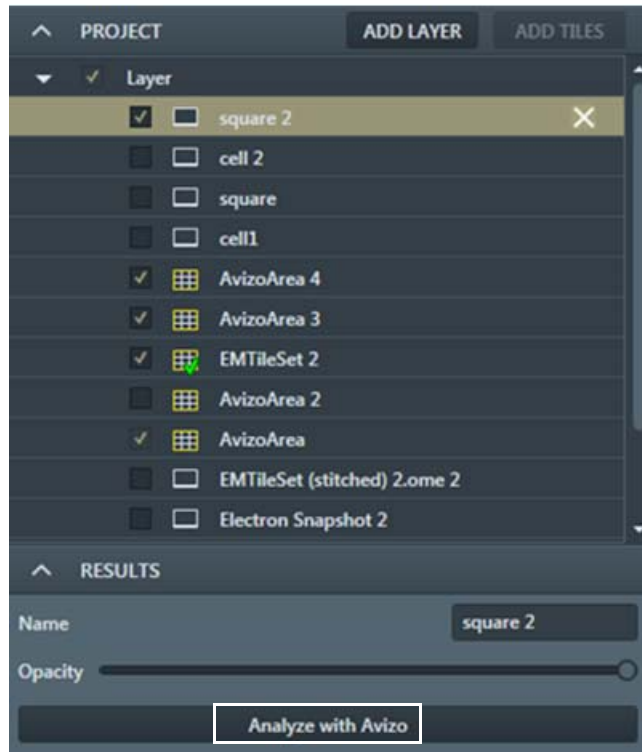 PROJECT ADD LAYER ADD TILES
Layer
square 2
cell 2
square
cell1
AvizoArea 4
AvizoArea 3
EMTileSet 2
AvizoArea 2
AvizoArea
EMTileSet (stitched) 2.ome 2
Electron Snapshot 2
RESULTS
Name square 2
Opacity
Analyze with Avizo